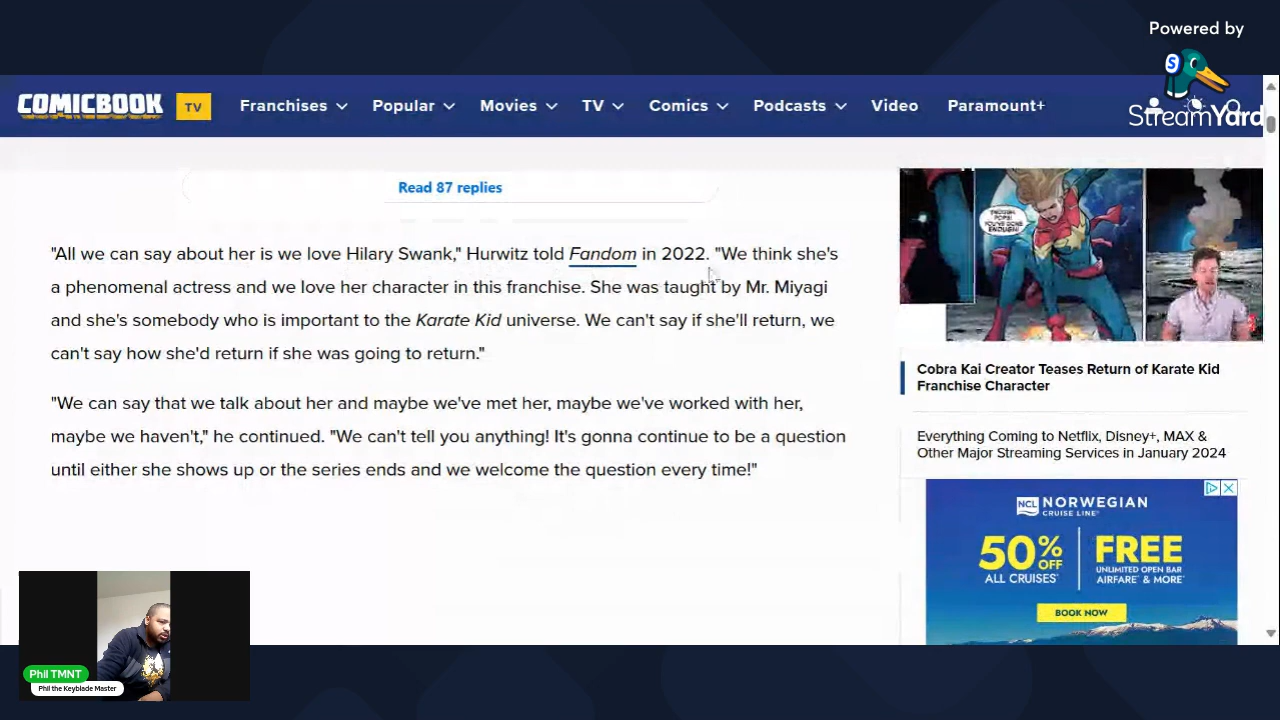 Powered by
StreamYard
COMICBOOK TV Franchises Popular Movies TV Comics Podcasts Video Paramount+
Read 87 replies
"All we can say about her is we love Hilary Swank," Hurwitz told Fandom in 2022. "We think she's
a phenomenal actress and we love her character in this franchise. She was taught by Mr. Miyagi
and she's somebody who is important to the Karate Kid universe. We can't say if she'll return, we
can't say how she'd return if she was going to return."
"We can say that we talk about her and maybe we've met her, maybe we've worked with her,
maybe we haven't," he continued. "We can't tell you anything! It's gonna continue to be a question
until either she shows up or the series ends and we welcome the question every time!"
ENOUGH,
POPS!
YOU'VE DONE
ENOUGH!
Cobra Kai Creator Teases Return of Karate Kid
Franchise Character
Everything Coming to Netflix, Disney+, MAX &
Other Major Streaming Services in January 2024
NCL NORWEGIAN
CRUISE LINE
50% OFF
ALL CRUISES*
FREE
UNLIMITED OPEN BAR
AIRFARE* & MORE*
BOOK NOW
Phil TMNT
Phil the Keyblade Master